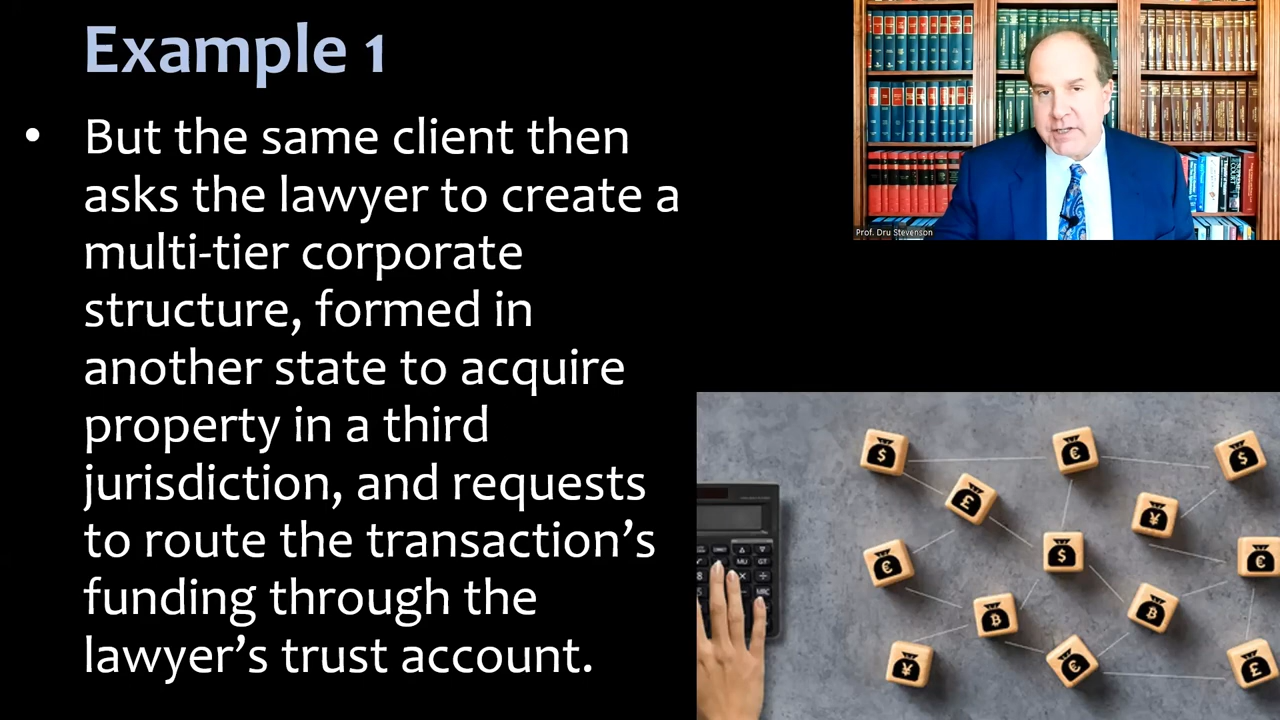 Example 1
• But the same client then
asks the lawyer to create a
multi-tier corporate
structure, formed in
another state to acquire
property in a third
jurisdiction, and requests
to route the transaction’s
funding through the
lawyer’s trust account.
Prof. Dru Stevenson